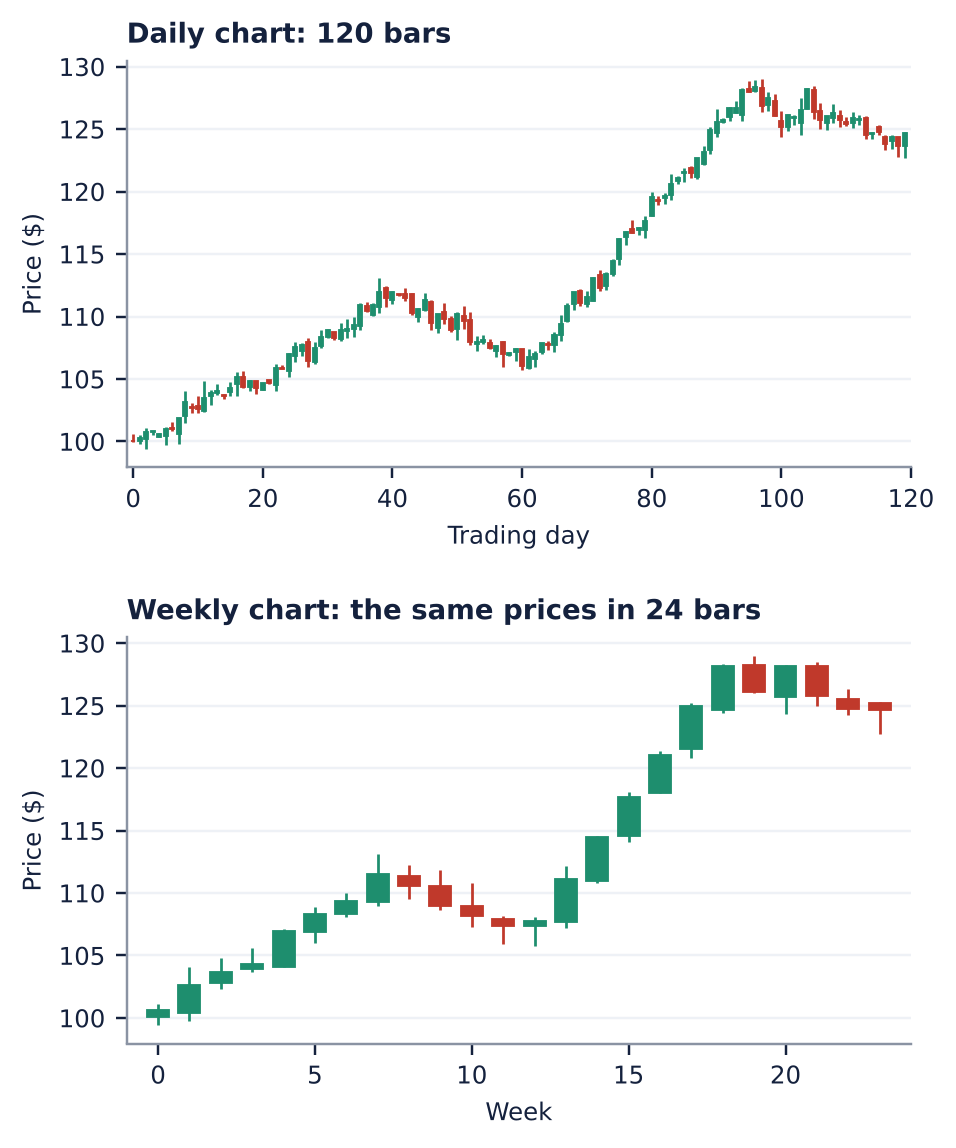 Daily chart: 120 bars
130
125
120
115
110
105
100
Price ($)
0 20 40 60 80 100 120
Trading day
Weekly chart: the same prices in 24 bars
130
125
120
115
110
105
100
Price ($)
0 5 10 15 20
Week